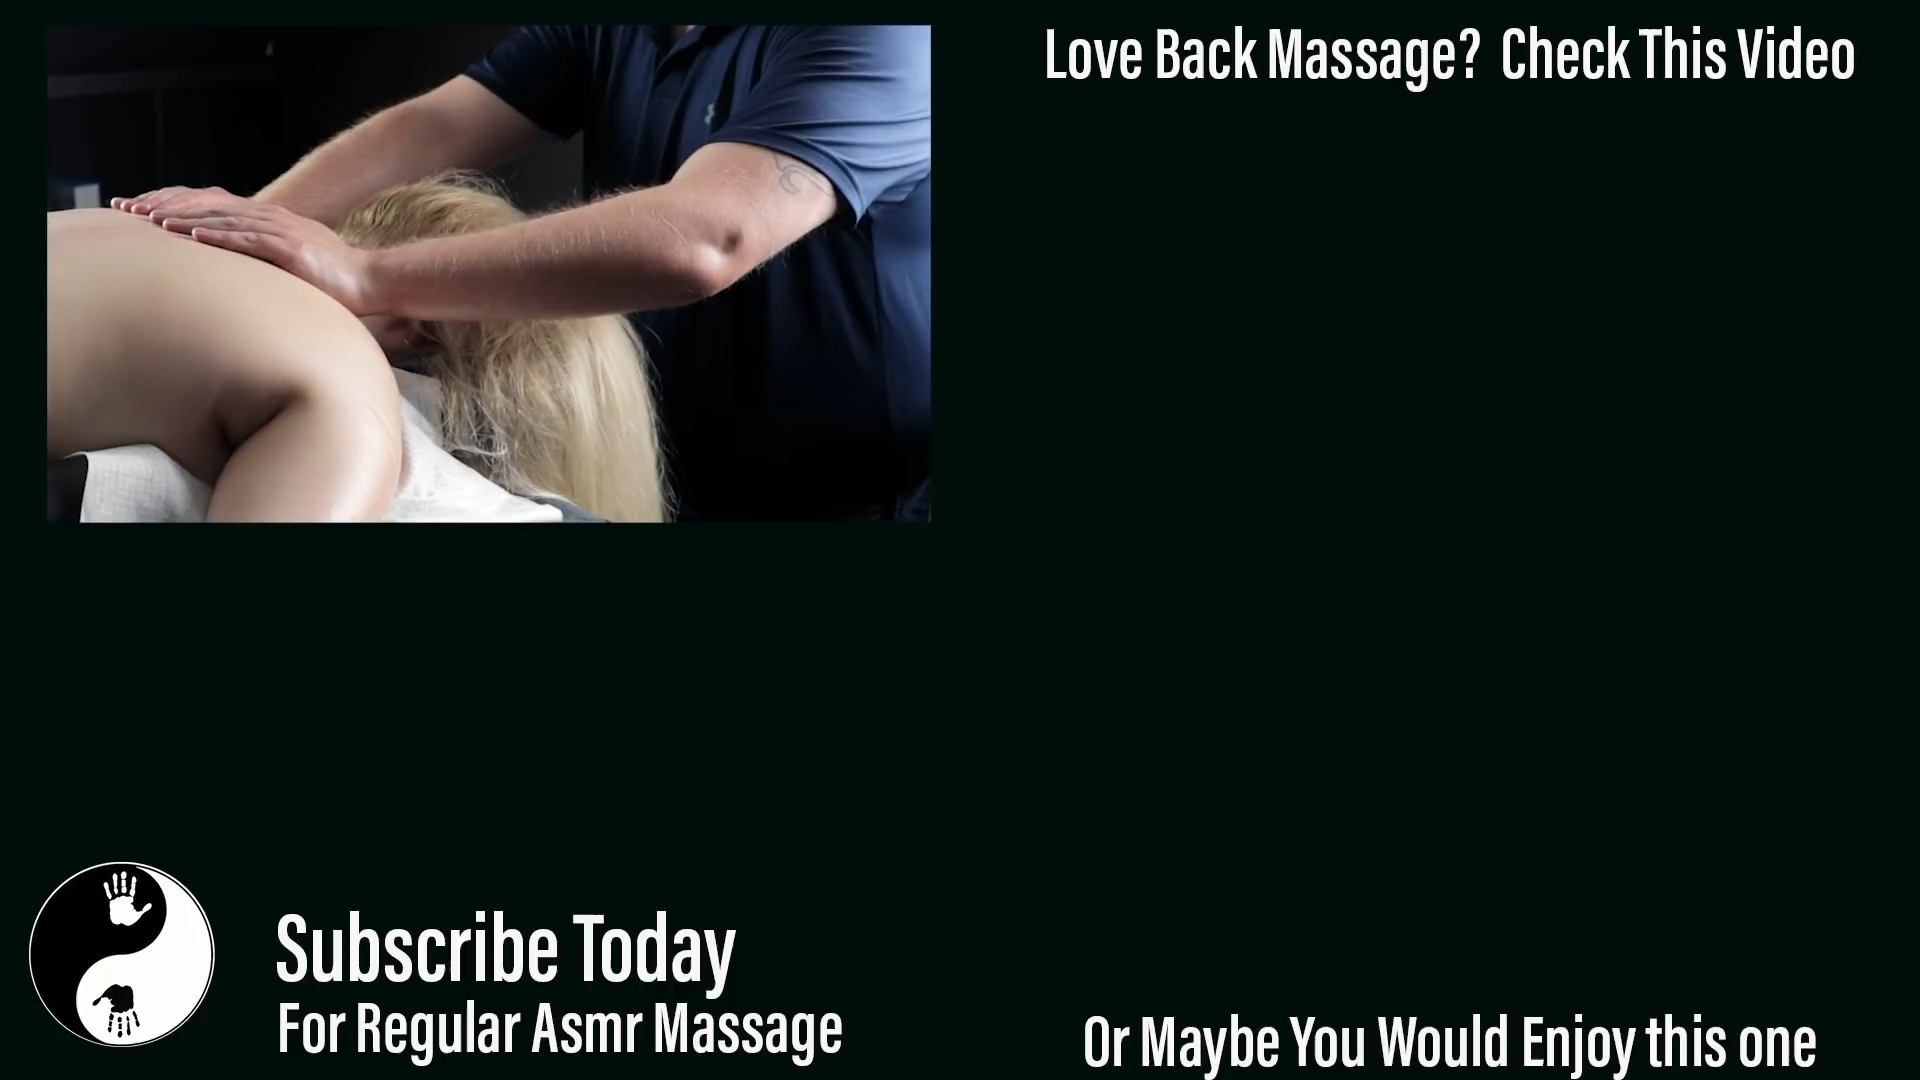 Love Back Massage? Check This Video
Subscribe Today
For Regular Asmr Massage
Or Maybe You Would Enjoy this one